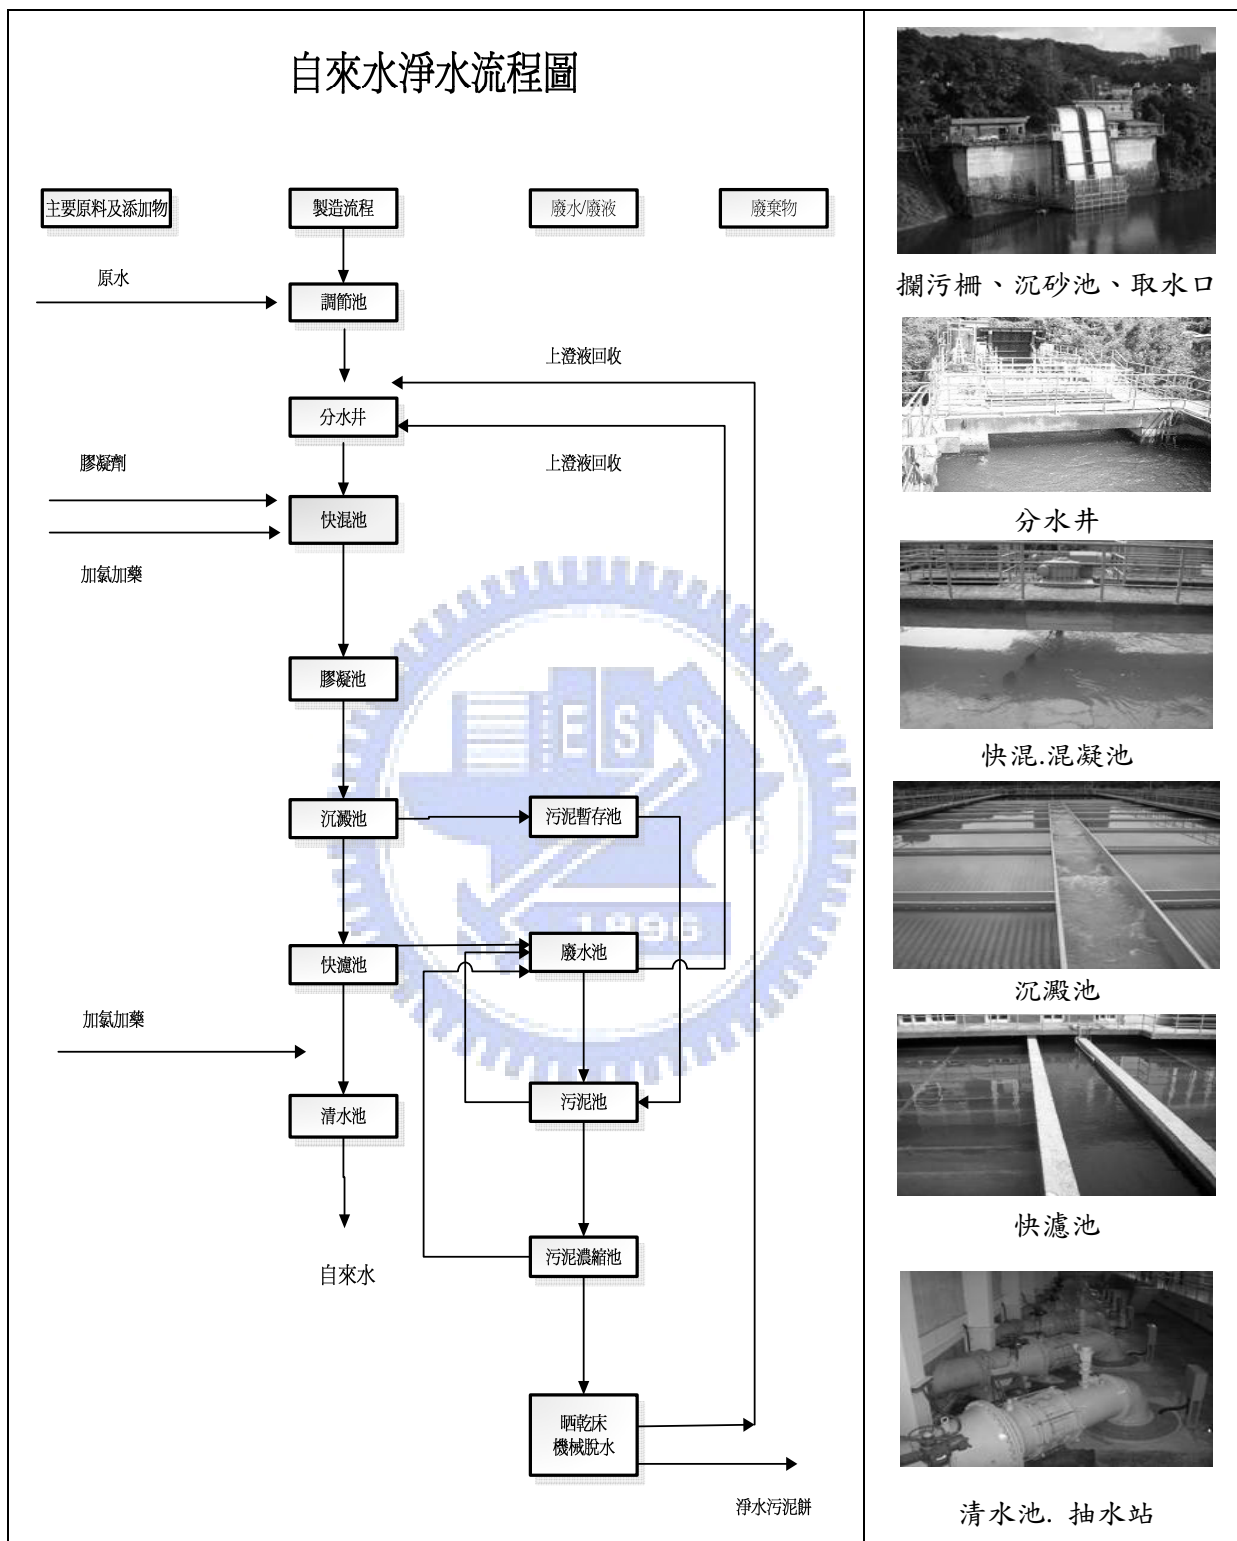 自來水淨水流程圖
主要原料及添加物
製造流程
廢水/廢液
廢棄物
原水
調節池
上澄液回收
分水井
上澄液回收
膠凝劑
快混池
加氯加藥
膠凝池
沉澱池
污泥暫存池
快濾池
廢水池
加氯加藥
清水池
污泥池
自來水
污泥濃縮池
晒乾床
機械脫水
淨水污泥餅
攔污柵、沉砂池、取水口
分水井
快混.混凝池
沉澱池
快濾池
清水池. 抽水站
ESA
1896